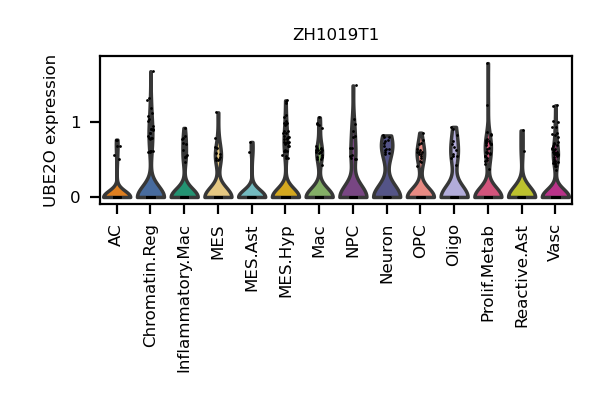 ZH1019T1
UBE2O expression
1
0
AC
Chromatin.Reg
Inflammatory.Mac
MES
MES.Ast
MES.Hyp
Mac
NPC
Neuron
OPC
Oligo
Prolif.Metab
Reactive.Ast
Vasc